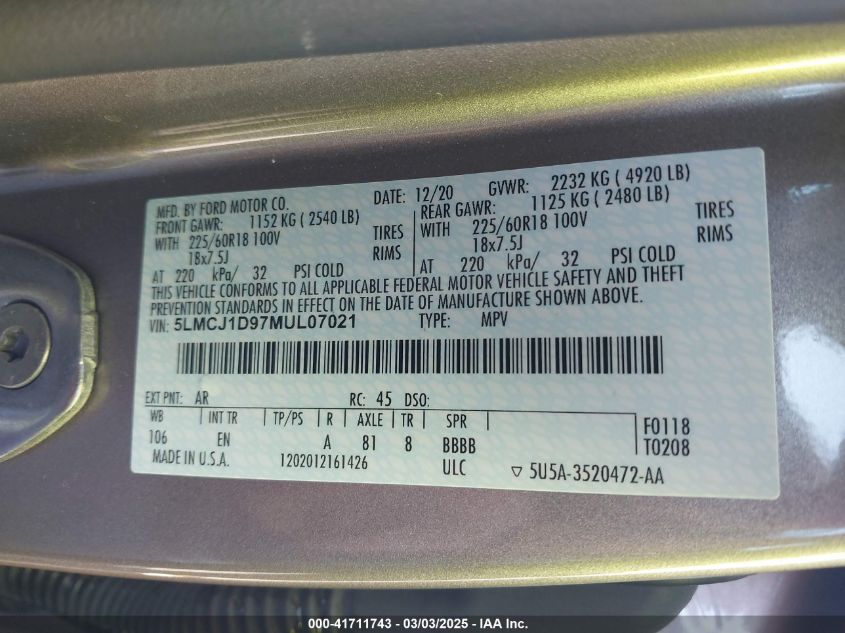 MFD. BY FORD MOTOR CO. DATE: 12/20 GVWR: 2232 KG ( 4920 LB)
FRONT GAWR: 1152 KG ( 2540 LB) REAR GAWR: 1125 KG ( 2480 LB)
WITH 225/60R18 100V TIRES WITH 225/60R18 100V TIRES
18x7.5J RIMS 18x7.5J RIMS
AT 220 kPa/ 32 PSI COLD AT 220 kPa/ 32 PSI COLD
THIS VEHICLE CONFORMS TO ALL APPLICABLE FEDERAL MOTOR VEHICLE SAFETY AND THEFT
PREVENTION STANDARDS IN EFFECT ON THE DATE OF MANUFACTURE SHOWN ABOVE.
VIN: 5LMCJ1D97MUL07021 TYPE: MPV
EXT PNT: AR RC: 45 DSO:
WB INT TR TP/PS R AXLE TR SPR F0118
106 EN A 81 8 BBBB T0208
MADE IN U.S.A. 1202012161426 ULC ▽ 5U5A-3520472-AA
000-41711743 - 03/03/2025 - IAA Inc.